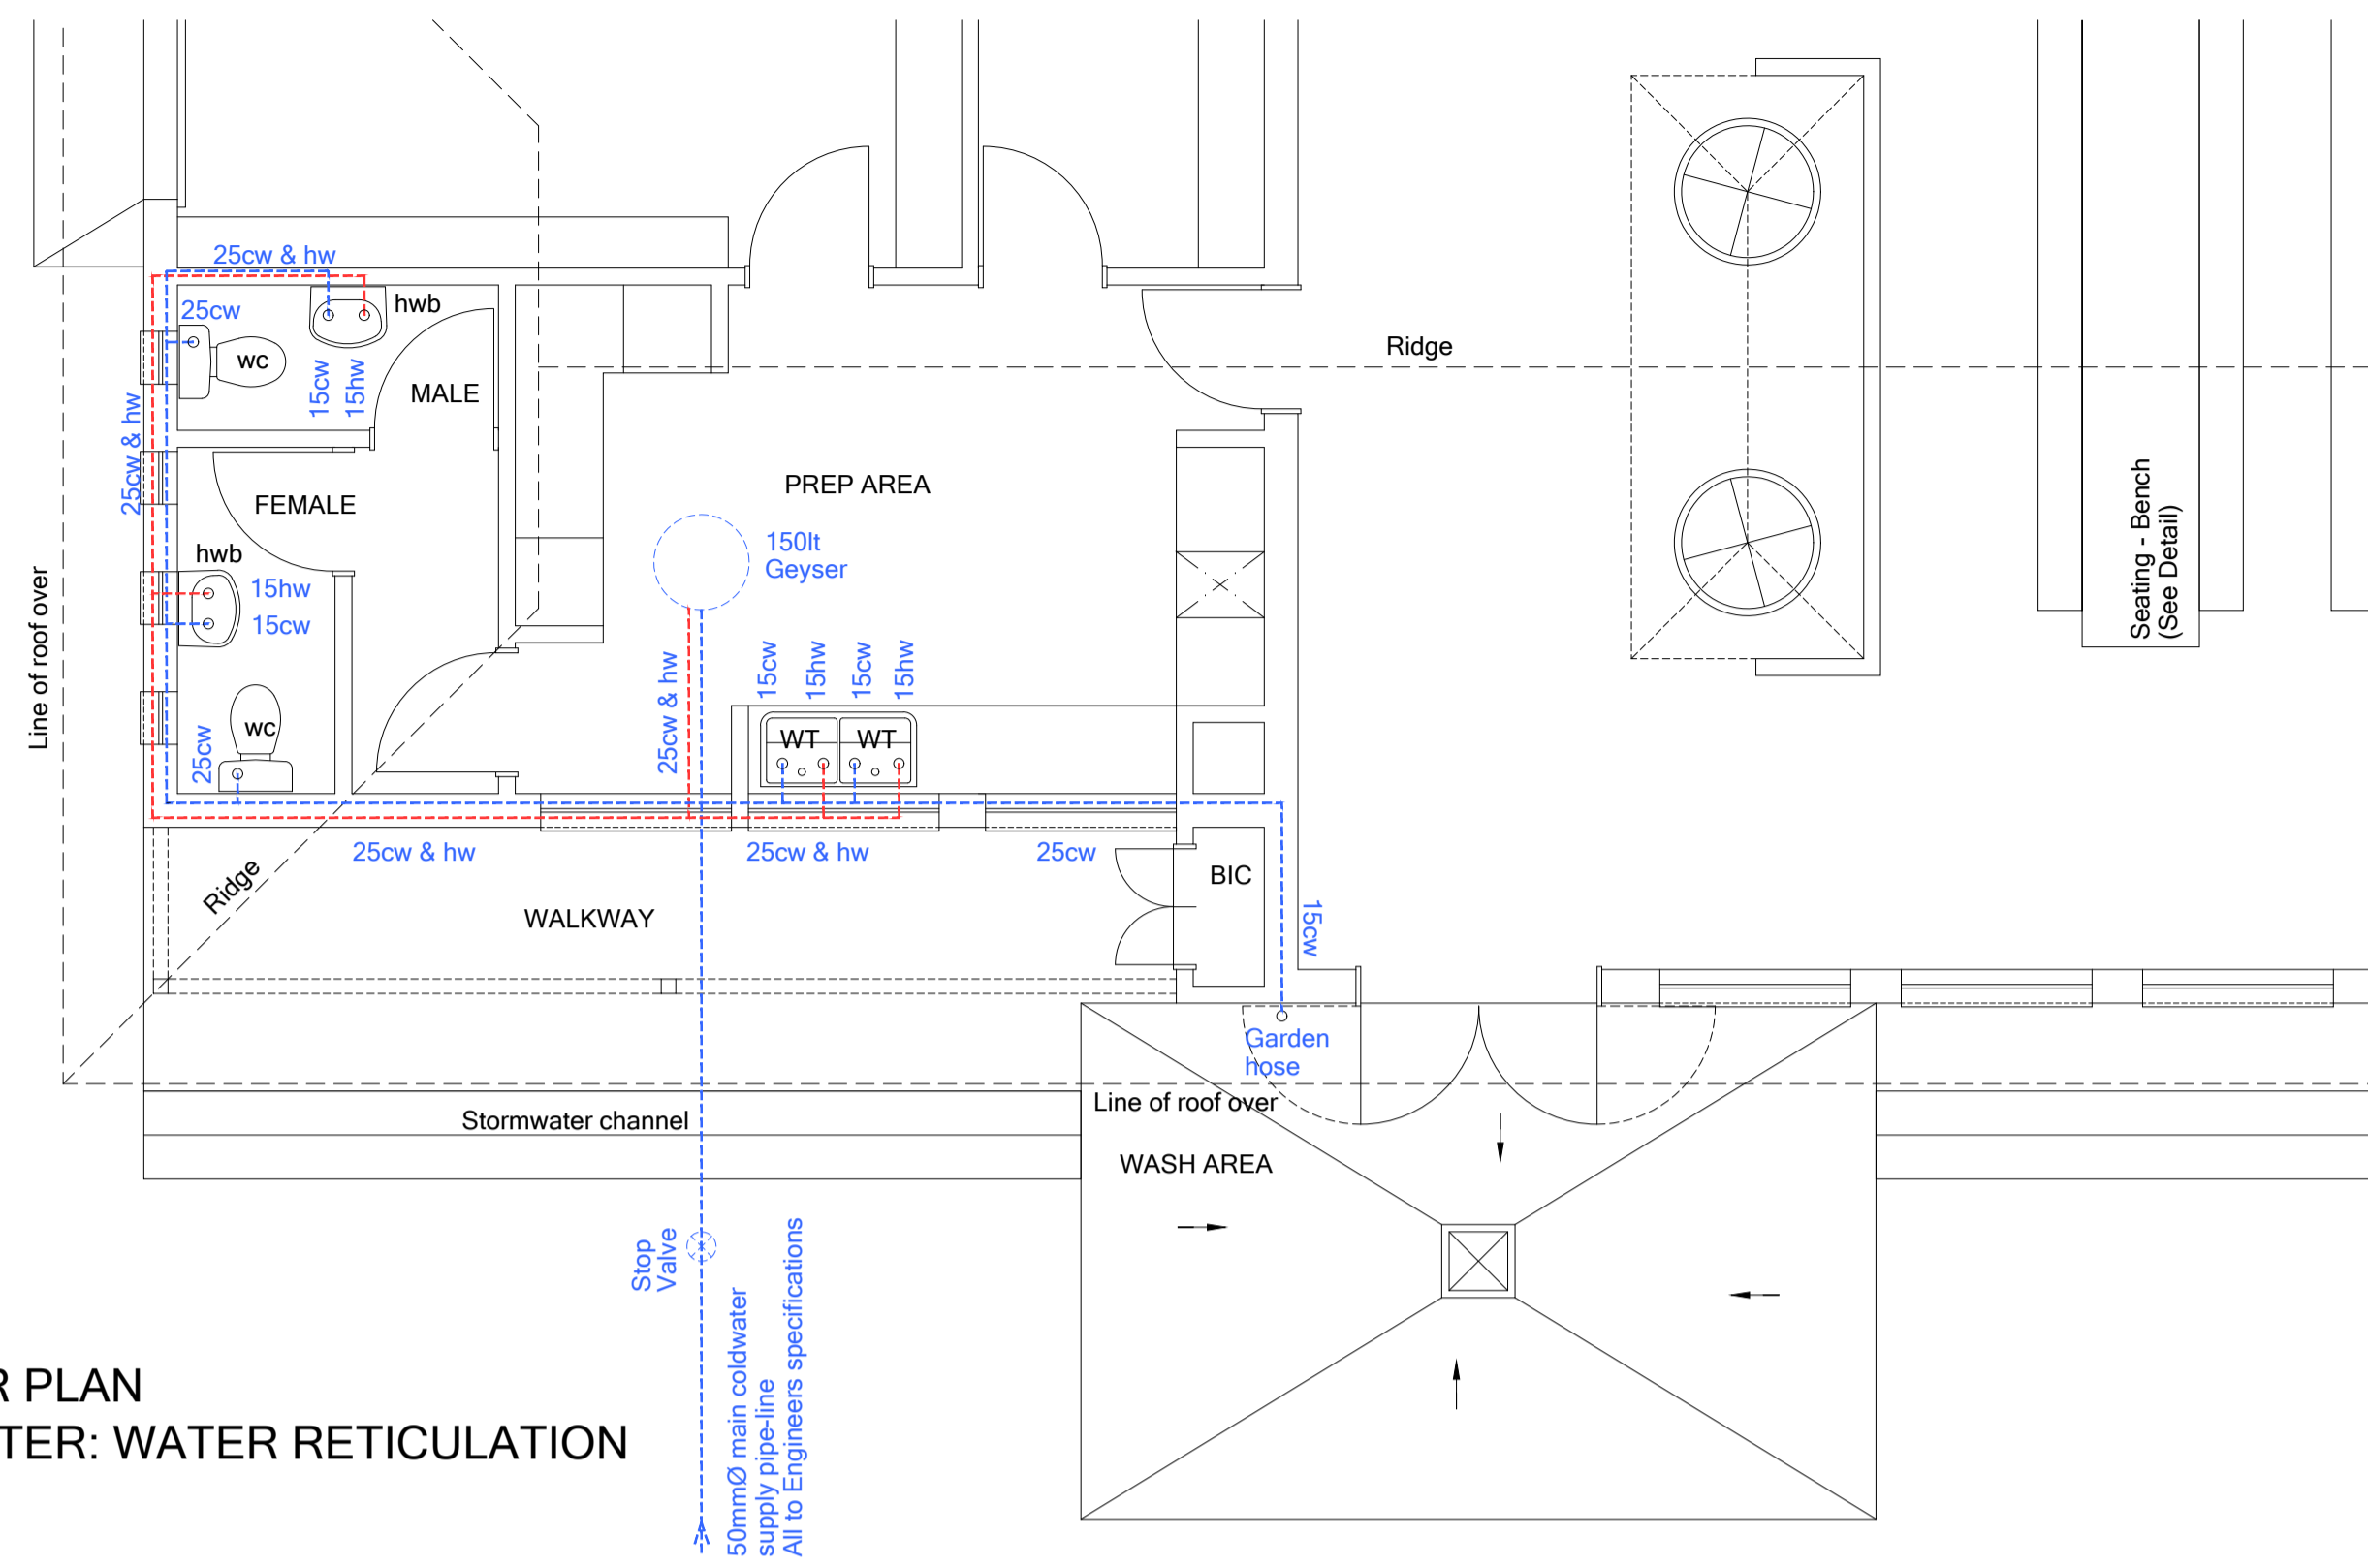 25cw & hw
25cw
hwb
wc
15cw
15hw
MALE
25cw & hw
FEMALE
hwb
15hw
15cw
wc
25cw
Line of roof over
Ridge
PREP AREA
150lt
Geyser
25cw & hw
15cw
15hw
15cw
15hw
WT
WT
Ridge
Seating - Bench
(See Detail)
25cw & hw
25cw & hw
25cw
BIC
15cw
WALKWAY
Garden
hose
Line of roof over
Stormwater channel
WASH AREA
Stop
Valve
50mmØ main coldwater
supply pipe-line
All to Engineers specifications
R PLAN
TER: WATER RETICULATION